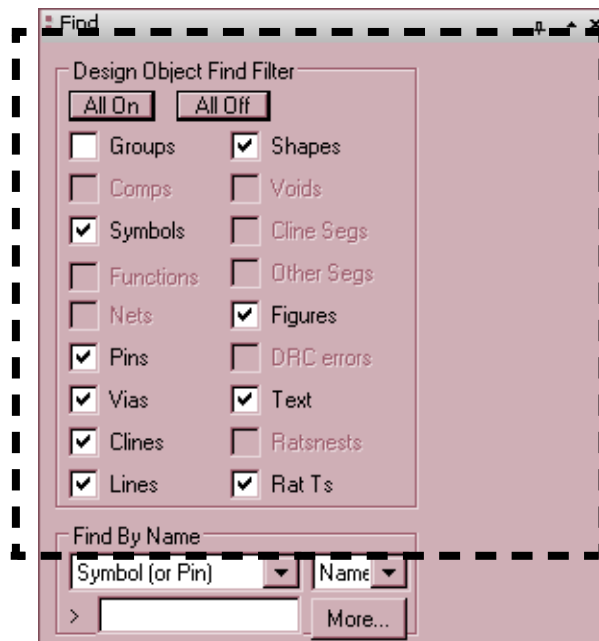 Find
Design Object Find Filter
All On All Off
Groups Shapes
Comps Voids
Symbols Cline Segs
Functions Other Segs
Nets Figures
Pins DRC errors
Vias Text
Clines Ratsnests
Lines Rat Ts
Find By Name
Symbol (or Pin) Name
> More...